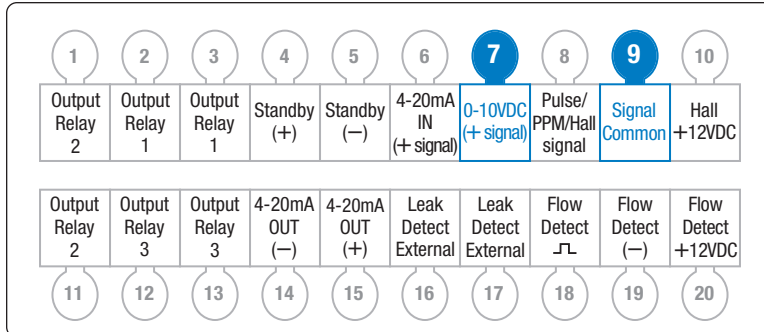 1 2 3 4 5 6 7 8 9 10
Output Relay 2
Output Relay 1
Output Relay 1
Standby (+)
Standby (—)
4-20mA IN (+ signal)
0-10VDC (+ signal)
Pulse/ PPM/Hall signal
Signal Common
Hall +12VDC
Output Relay 2
Output Relay 3
Output Relay 3
4-20mA OUT (—)
4-20mA OUT (+)
Leak Detect External
Leak Detect External
Flow Detect
Flow Detect (—)
Flow Detect +12VDC
11 12 13 14 15 16 17 18 19 20